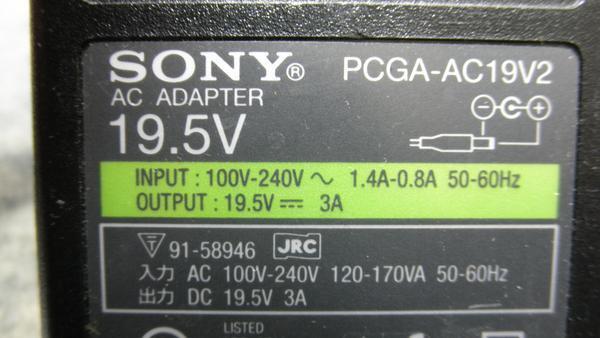 SONY® PCGA-AC19V2
AC ADAPTER
19.5V
INPUT : 100V-240V ～ 1.4A-0.8A 50-60Hz
OUTPUT : 19.5V ⎓ 3A
T 91-58946 JRC
入力 AC 100V-240V 120-170VA 50-60Hz
出力 DC 19.5V 3A
LISTED